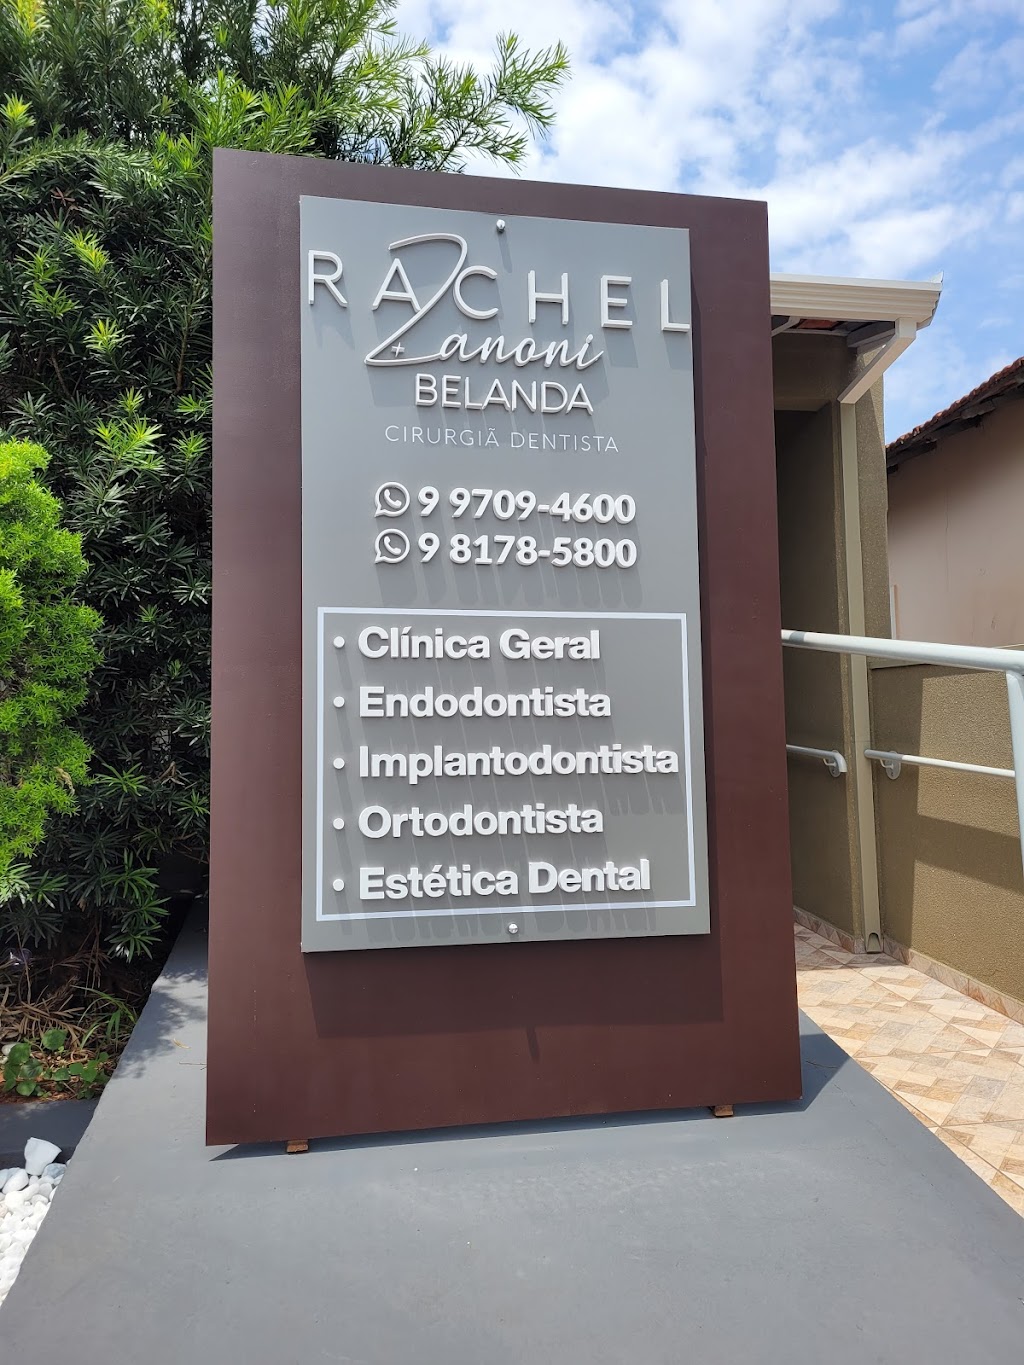 RACHEL
Zanoni
BELANDA
CIRURGIÃ DENTISTA
9 9709-4600
9 8178-5800
• Clínica Geral
• Endodontista
• Implantodontista
• Ortodontista
• Estética Dental